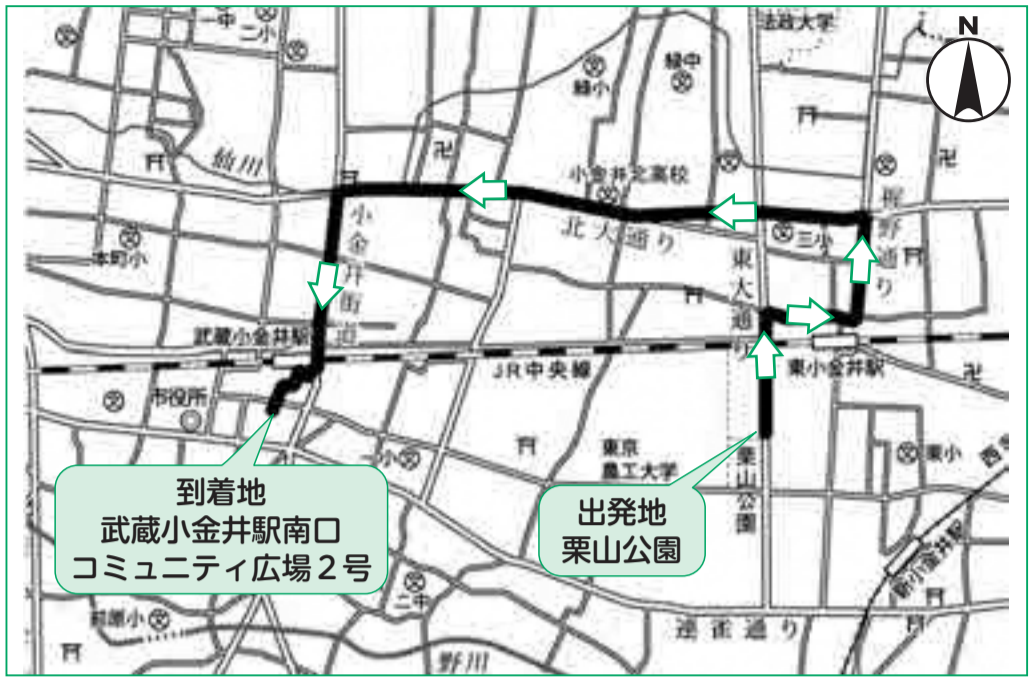 一中
二小
法政大学
N
緑小
緑中
仙川
小金井北高校
梶野通り
北大通り
三小
小金井街道
本町小
東大通り
武蔵小金井駅
JR中央線
東小金井駅
市役所
東京
農工大学
栗山公園
一小
東小
到着地
武蔵小金井駅南口
コミュニティ広場2号
出発地
栗山公園
新小金井駅
二中
前原小
連雀通り
野川